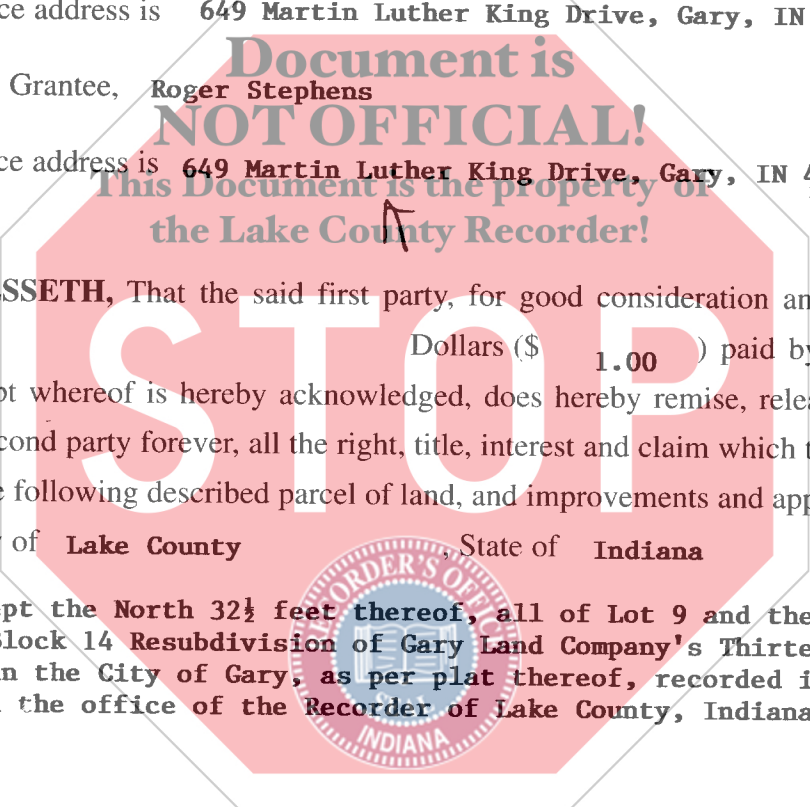 ce address is 649 Martin Luther King Drive, Gary, IN
Document is
Grantee, Roger Stephens
NOT OFFICIAL!
ce address is 649 Martin Luther King Drive, Gary, IN 4
This Document is the property of
the Lake County Recorder!
SSETH, That the said first party, for good consideration an
STOP
Dollars ($ 1.00 ) paid by
pt whereof is hereby acknowledged, does hereby remise, relea
cond party forever, all the right, title, interest and claim which t
e following described parcel of land, and improvements and app
y of Lake County , State of Indiana
RECORDER'S OFFICE
ept the North 32½ feet thereof, all of Lot 9 and the
Block 14 Resubdivision of Gary Land Company's Thirte
in the City of Gary, as per plat thereof, recorded i
the office of the Recorder of Lake County, Indiana
SEAL
INDIANA